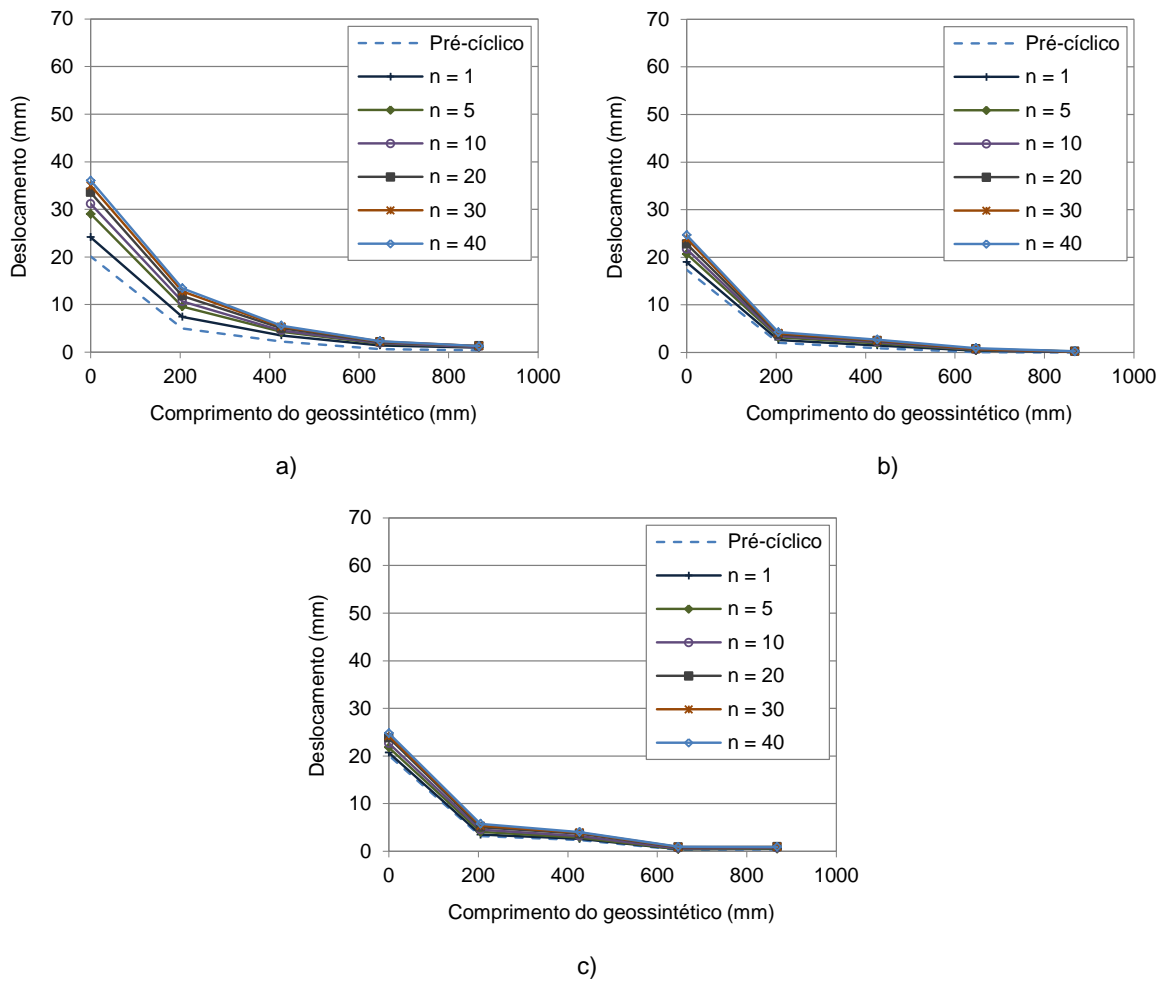 70
60
50
40
30
20
10
0
Deslocamento (mm)
0 200 400 600 800 1000
Comprimento do geossintético (mm)
Pré-cíclico
n = 1
n = 5
n = 10
n = 20
n = 30
n = 40
a)
70
60
50
40
30
20
10
0
Deslocamento (mm)
0 200 400 600 800 1000
Comprimento do geossintético (mm)
Pré-cíclico
n = 1
n = 5
n = 10
n = 20
n = 30
n = 40
b)
70
60
50
40
30
20
10
0
Deslocamento (mm)
0 200 400 600 800 1000
Comprimento do geossintético (mm)
Pré-cíclico
n = 1
n = 5
n = 10
n = 20
n = 30
n = 40
c)